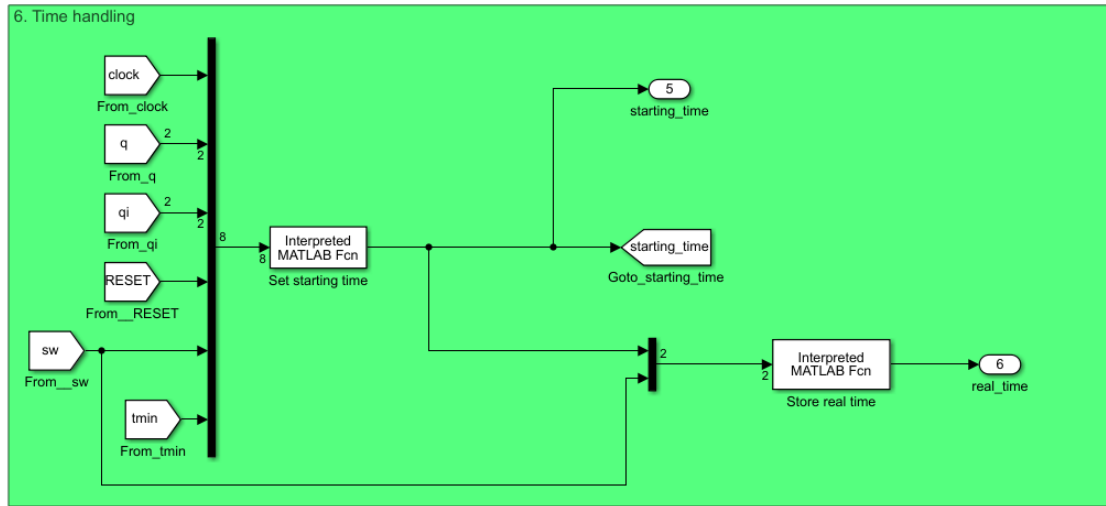 6. Time handling
clock
From_clock
5
starting_time
q
2
2
From_q
qi
2
2
From_qi
8
8
Interpreted
MATLAB Fcn
Set starting time
starting_time
Goto_starting_time
RESET
From__RESET
sw
From__sw
2
2
Interpreted
MATLAB Fcn
Store real time
6
real_time
tmin
From_tmin